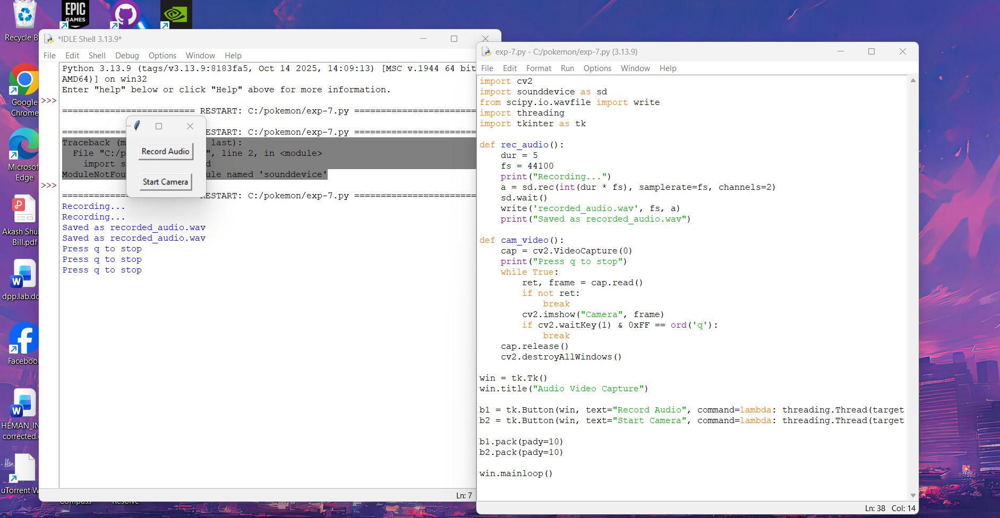 EPIC
GAMES
Recycle B
Google
Chrome
Microsof
Edge
Akash Shu
Bill.pdf
dpp.lab.do
Faceboo
HEMAN_IN
corrected.
uTorrent W
*IDLE Shell 3.13.9*
File Edit Shell Debug Options Window Help
Python 3.13.9 (tags/v3.13.9:8183fa5, Oct 14 2025, 14:09:13) [MSC v.1944 64 bit
AMD64)] on win32
Enter "help" below or click "Help" above for more information.
>>>
========================= RESTART: C:/pokemon/exp-7.py =======================
ESTART: C:/pokemon/exp-7.py =======================
Traceback (m last):
File "C:/p ", line 2, in <module>
import s d
ModuleNotFou ule named 'sounddevice'
>>>
ESTART: C:/pokemon/exp-7.py =======================
Recording...
Recording...
Saved as recorded_audio.wav
Saved as recorded_audio.wav
Press q to stop
Press q to stop
Press q to stop
Ln: 7
Record Audio
Start Camera
exp-7.py - C:/pokemon/exp-7.py (3.13.9)
File Edit Format Run Options Window Help
import cv2
import sounddevice as sd
from scipy.io.wavfile import write
import threading
import tkinter as tk
def rec_audio():
dur = 5
fs = 44100
print("Recording...")
a = sd.rec(int(dur * fs), samplerate=fs, channels=2)
sd.wait()
write('recorded_audio.wav', fs, a)
print("Saved as recorded_audio.wav")
def cam_video():
cap = cv2.VideoCapture(0)
print("Press q to stop")
while True:
ret, frame = cap.read()
if not ret:
break
cv2.imshow("Camera", frame)
if cv2.waitKey(1) & 0xFF == ord('q'):
break
cap.release()
cv2.destroyAllWindows()
win = tk.Tk()
win.title("Audio Video Capture")
b1 = tk.Button(win, text="Record Audio", command=lambda: threading.Thread(target
b2 = tk.Button(win, text="Start Camera", command=lambda: threading.Thread(target
b1.pack(pady=10)
b2.pack(pady=10)
win.mainloop()
Ln: 38 Col: 14
Compass
Resolve